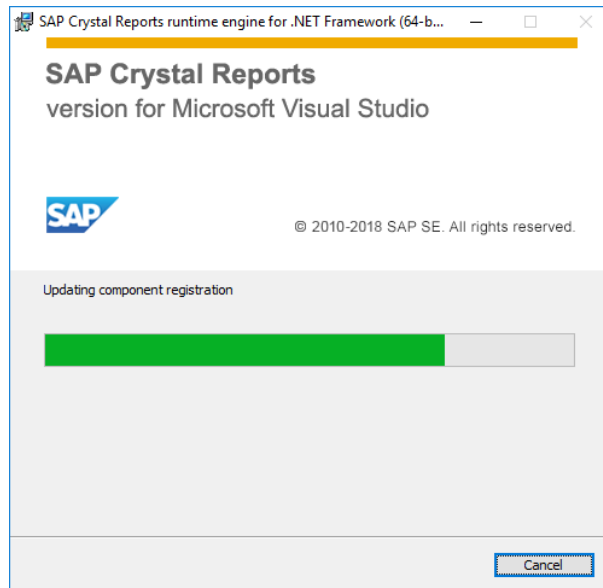 SAP Crystal Reports runtime engine for .NET Framework (64-b...
SAP Crystal Reports
version for Microsoft Visual Studio
SAP
© 2010-2018 SAP SE. All rights reserved.
Updating component registration
Cancel